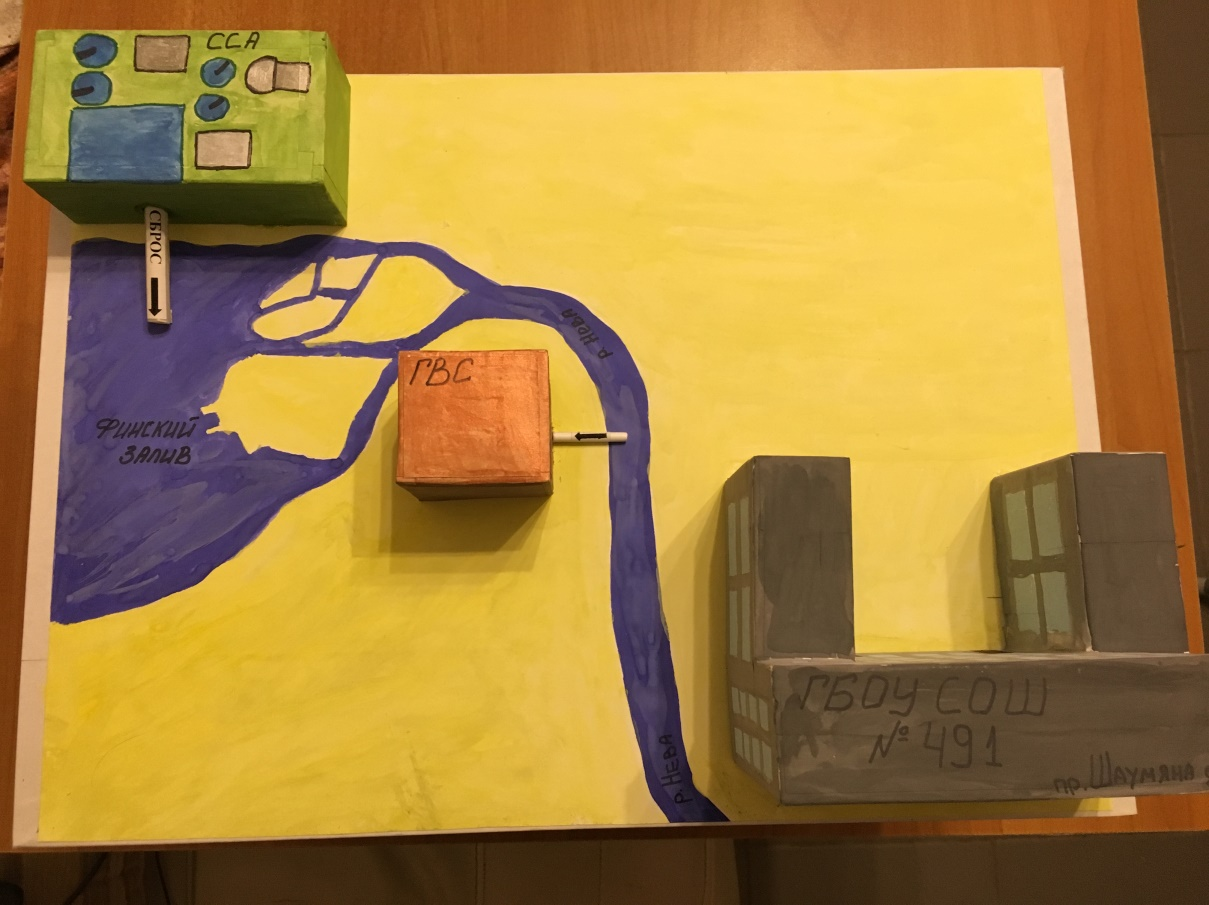 ССА
СБРОС
р. Нева
ГВС
ФИНСКИЙ
ЗАЛИВ
р. Нева
ГБОУ СОШ
№ 491
пр. Шаумяна